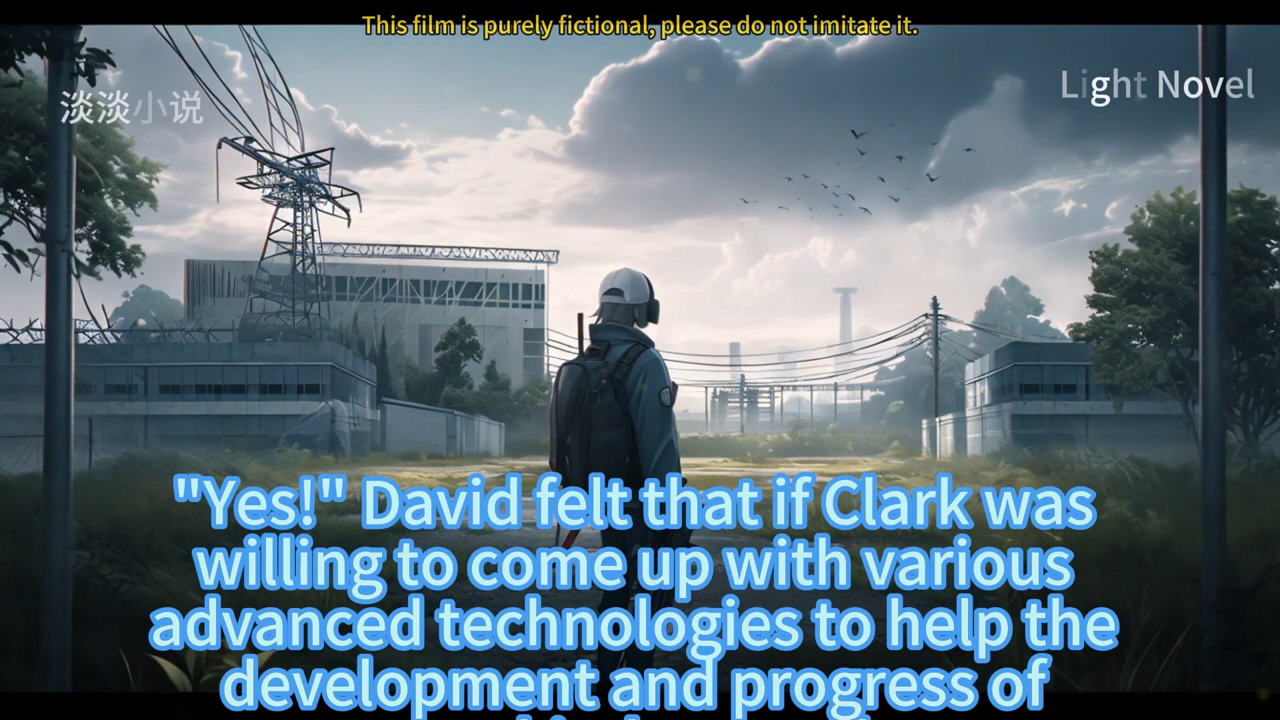 This film is purely fictional, please do not imitate it.
淡淡小说
Light Novel
"Yes!" David felt that if Clark was
willing to come up with various
advanced technologies to help the
development and progress of